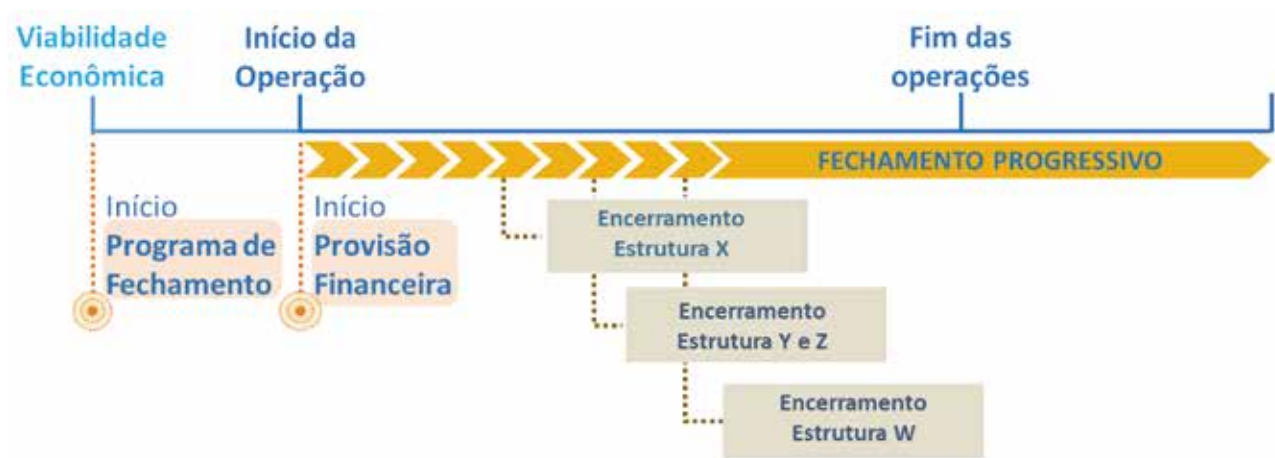 Viabilidade
Econômica
Início da
Operação
Fim das
operações
FECHAMENTO PROGRESSIVO
Início
Programa de
Fechamento
Início
Provisão
Financeira
Encerramento
Estrutura X
Encerramento
Estrutura Y e Z
Encerramento
Estrutura W